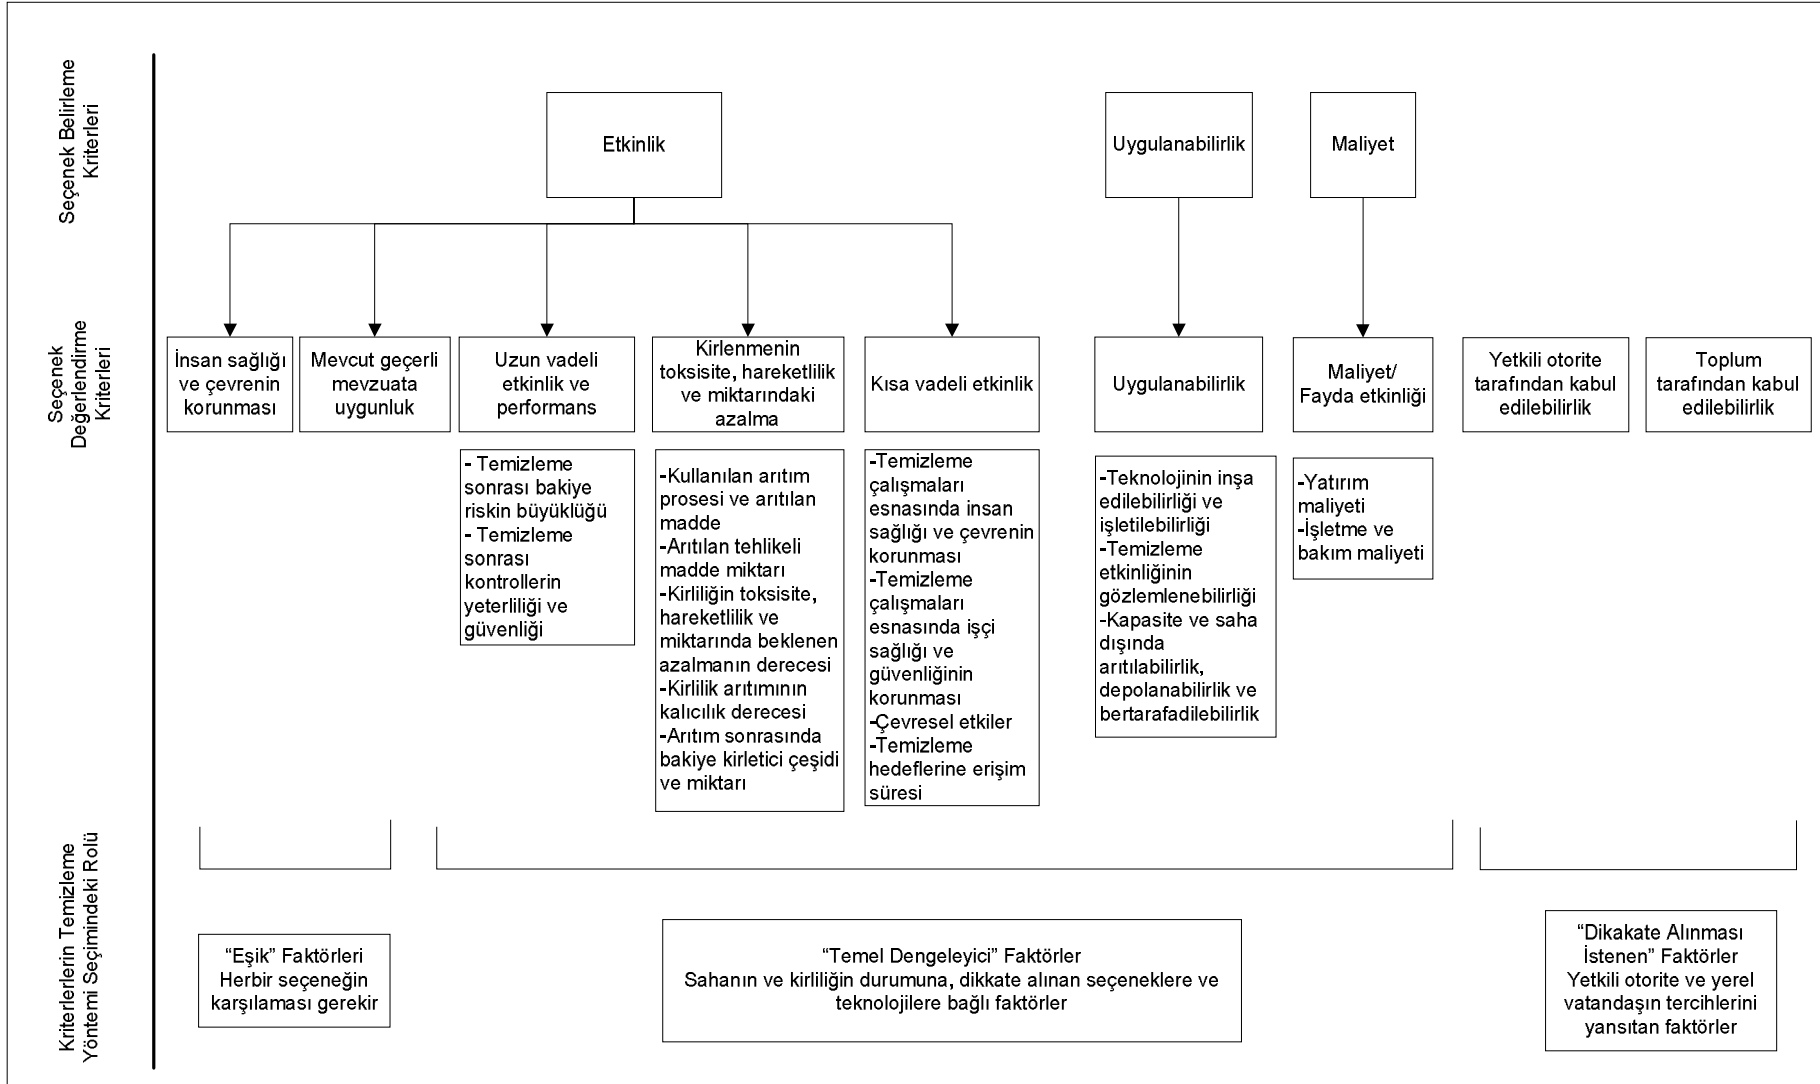 Seçenek Belirleme
Kriterleri
Etkinlik
Uygulanabilirlik
Maliyet
Seçenek
Değerlendirme
Kriterleri
İnsan sağlığı
ve çevrenin
korunması
Mevcut geçerli
mevzuata
uygunluk
Uzun vadeli
etkinlik ve
performans
Kirlenmenin
toksisite, hareketlilik
ve miktarındaki
azalma
Kısa vadeli etkinlik
Uygulanabilirlik
Maliyet/
Fayda etkinliği
Yetkili otorite
tarafından kabul
edilebilirlik
Toplum
tarafından kabul
edilebilirlik
- Temizleme
sonrası bakiye
riskin büyüklüğü
- Temizleme
sonrası
kontrollerin
yeterliliği ve
güvenliği
-Kullanılan arıtım
prosesi ve arıtılan
madde
-Arıtılan tehlikeli
madde miktarı
-Kirliliğin toksisite,
hareketlilik ve
miktarında beklenen
azalmanın derecesi
-Kirlilik arıtımının
kalıcılık derecesi
-Arıtım sonrasında
bakiye kirletici çeşidi
ve miktarı
-Temizleme
çalışmaları
esnasında insan
sağlığı ve çevrenin
korunması
-Temizleme
çalışmaları
esnasında işçi
sağlığı ve
güvenliğinin
korunması
-Çevresel etkiler
-Temizleme
hedeflerine erişim
süresi
-Teknolojinin inşa
edilebilirliği ve
işletilebilirliği
-Temizleme
etkinliğinin
gözlemlenebilirliği
-Kapasite ve saha
dışında
arıtılabilirlik,
depolanabilirlik ve
bertarafadilebilirlik
-Yatırım
maliyeti
-İşletme ve
bakım maliyeti
Kriterlerlerin Temizleme
Yöntemi Seçimindeki Rolü
“Eşik” Faktörleri
Herbir seçeneğin
karşılaması gerekir
“Temel Dengeleyici” Faktörler
Sahanın ve kirliliğin durumuna, dikkate alınan seçeneklere ve
teknolojilere bağlı faktörler
“Dikakate Alınması
İstenen” Faktörler
Yetkili otorite ve yerel
vatandaşın tercihlerini
yansıtan faktörler